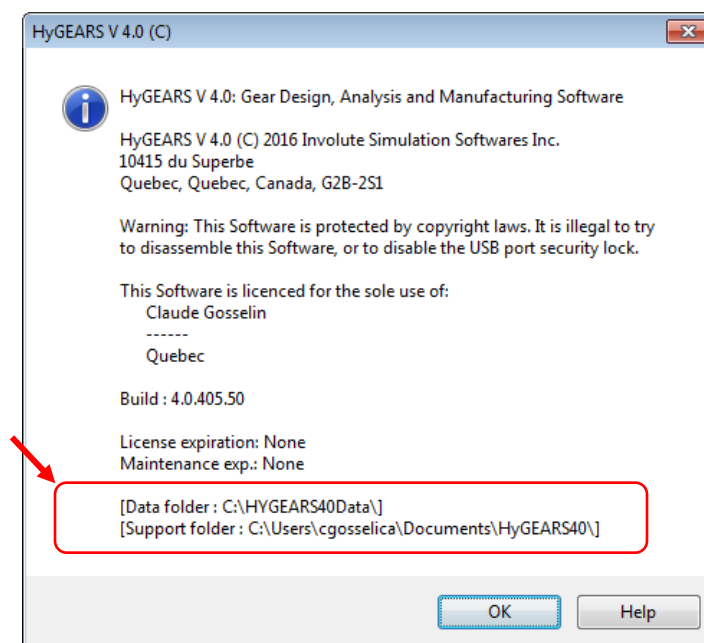 HyGEARS V 4.0 (C)
HyGEARS V 4.0: Gear Design, Analysis and Manufacturing Software
HyGEARS V 4.0 (C) 2016 Involute Simulation Softwares Inc.
10415 du Superbe
Quebec, Quebec, Canada, G2B-2S1
Warning: This Software is protected by copyright laws. It is illegal to try
to disassemble this Software, or to disable the USB port security lock.
This Software is licenced for the sole use of:
Claude Gosselin
------
Quebec
Build : 4.0.405.50
License expiration: None
Maintenance exp.: None
[Data folder : C:\HYGEARS40Data\]
[Support folder : C:\Users\cgosselica\Documents\HyGEARS40\]
OK Help